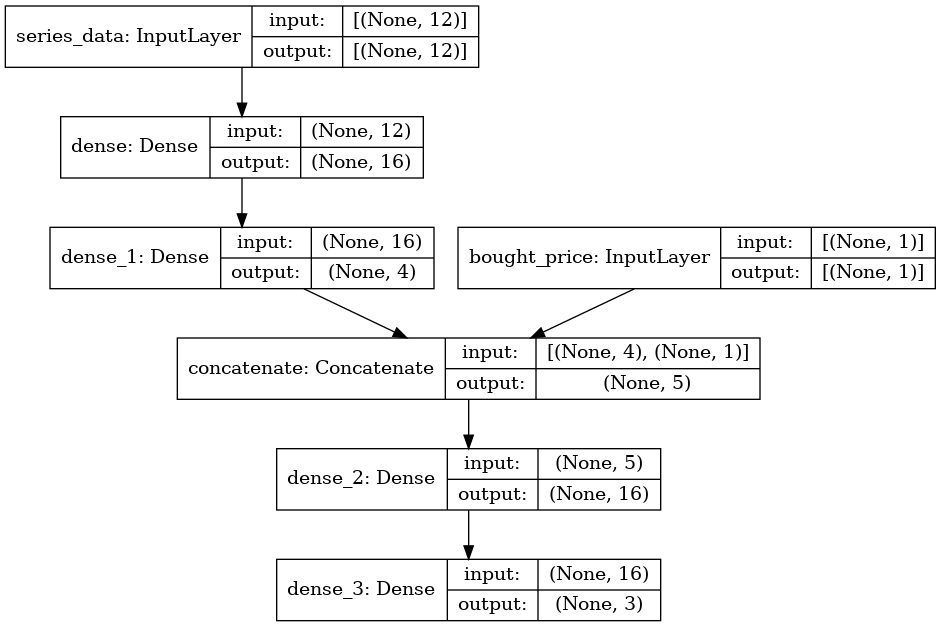 series_data: InputLayer
input: [(None, 12)]
output: [(None, 12)]
dense: Dense
input: (None, 12)
output: (None, 16)
dense_1: Dense
input: (None, 16)
output: (None, 4)
bought_price: InputLayer
input: [(None, 1)]
output: [(None, 1)]
concatenate: Concatenate
input: [(None, 4), (None, 1)]
output: (None, 5)
dense_2: Dense
input: (None, 5)
output: (None, 16)
dense_3: Dense
input: (None, 16)
output: (None, 3)